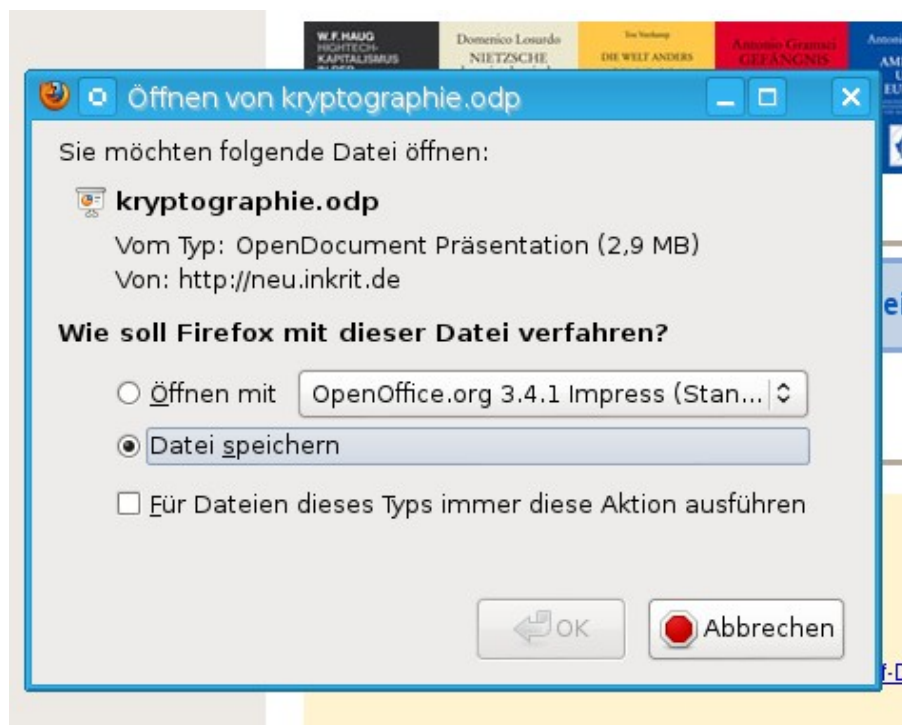 W.F. HAUG
HIGHTECH-
KAPITALISMUS
Domenico Losurdo
NIETZSCHE
DIE WELT ANDERS
Antonio Gramsci
GEFÄNGNIS
Öffnen von kryptographie.odp
Sie möchten folgende Datei öffnen:
kryptographie.odp
Vom Typ: OpenDocument Präsentation (2,9 MB)
Von: http://neu.inkrit.de
Wie soll Firefox mit dieser Datei verfahren?
Öffnen mit OpenOffice.org 3.4.1 Impress (Stan...
Datei speichern
Für Dateien dieses Typs immer diese Aktion ausführen
OK Abbrechen